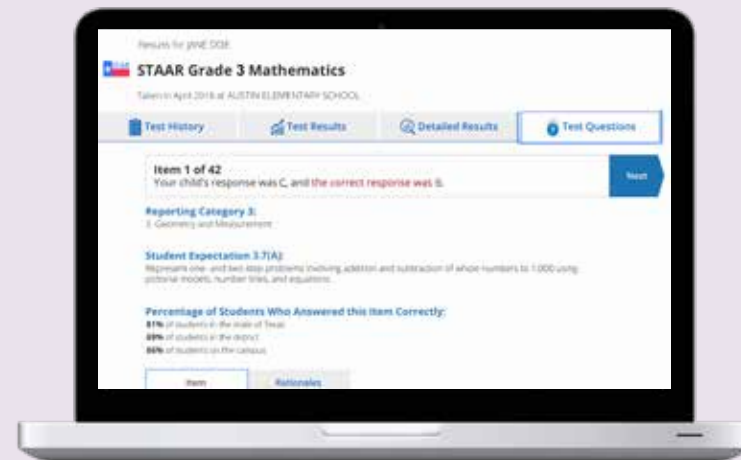 Results for JANE DOE
STAAR Grade 3 Mathematics
Taken in April 2018 at AUSTIN ELEMENTARY SCHOOL
Test History
Test Results
Detailed Results
Test Questions
Item 1 of 42
Your child's response was C, and the correct response was B.
Next
Reporting Category 3:
3. Geometry and Measurement
Student Expectation 3.7(A):
Represent one- and two-step problems involving addition and subtraction of whole numbers to 1,000 using
pictorial models, number lines, and equations.
Percentage of Students Who Answered this Item Correctly:
81% of students in the state of Texas
of students in the district
of students on the campus
Item
Rationales